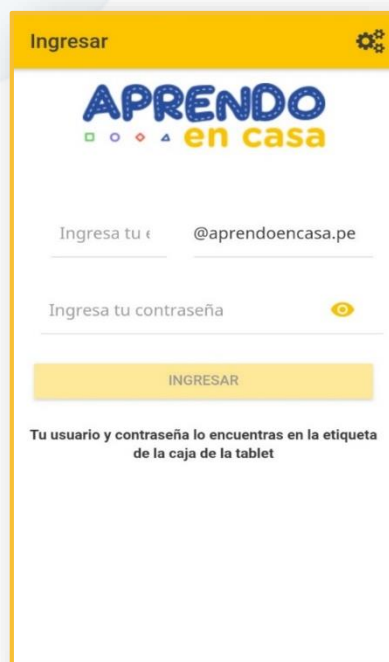 Ingresar
APRENDO
en casa
Ingresa tu e @aprendoencasa.pe
Ingresa tu contraseña
INGRESAR
Tu usuario y contraseña lo encuentras en la etiqueta
de la caja de la tablet